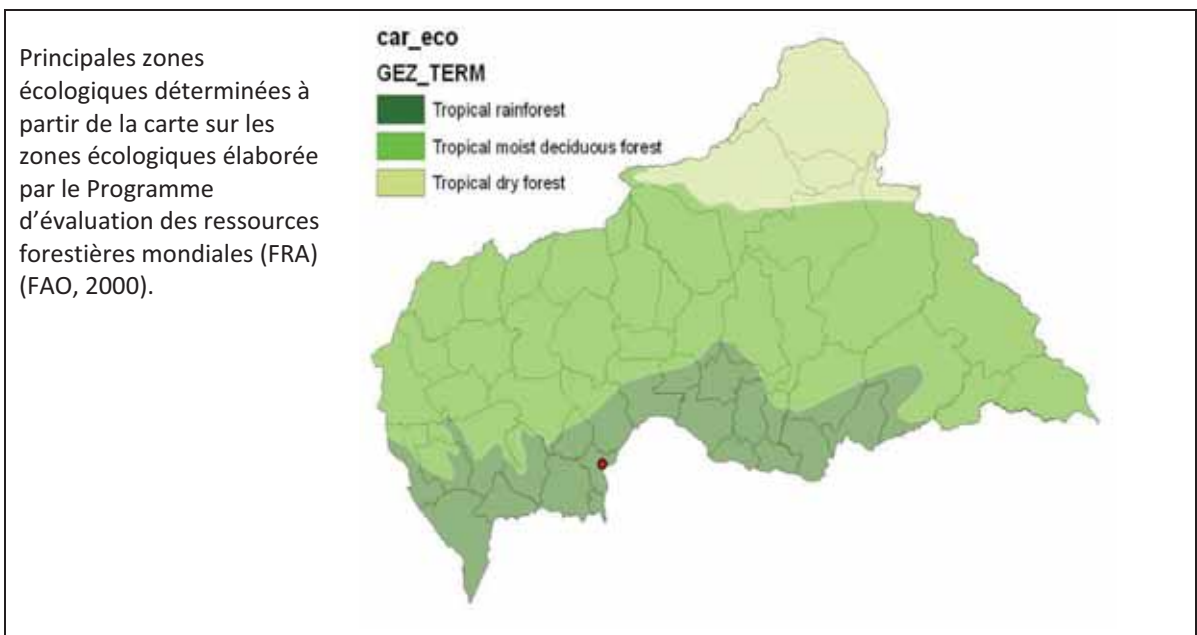 Principales zones
écologiques déterminées à
partir de la carte sur les
zones écologiques élaborée
par le Programme
d’évaluation des ressources
forestières mondiales (FRA)
(FAO, 2000).
car_eco
GEZ_TERM
Tropical rainforest
Tropical moist deciduous forest
Tropical dry forest